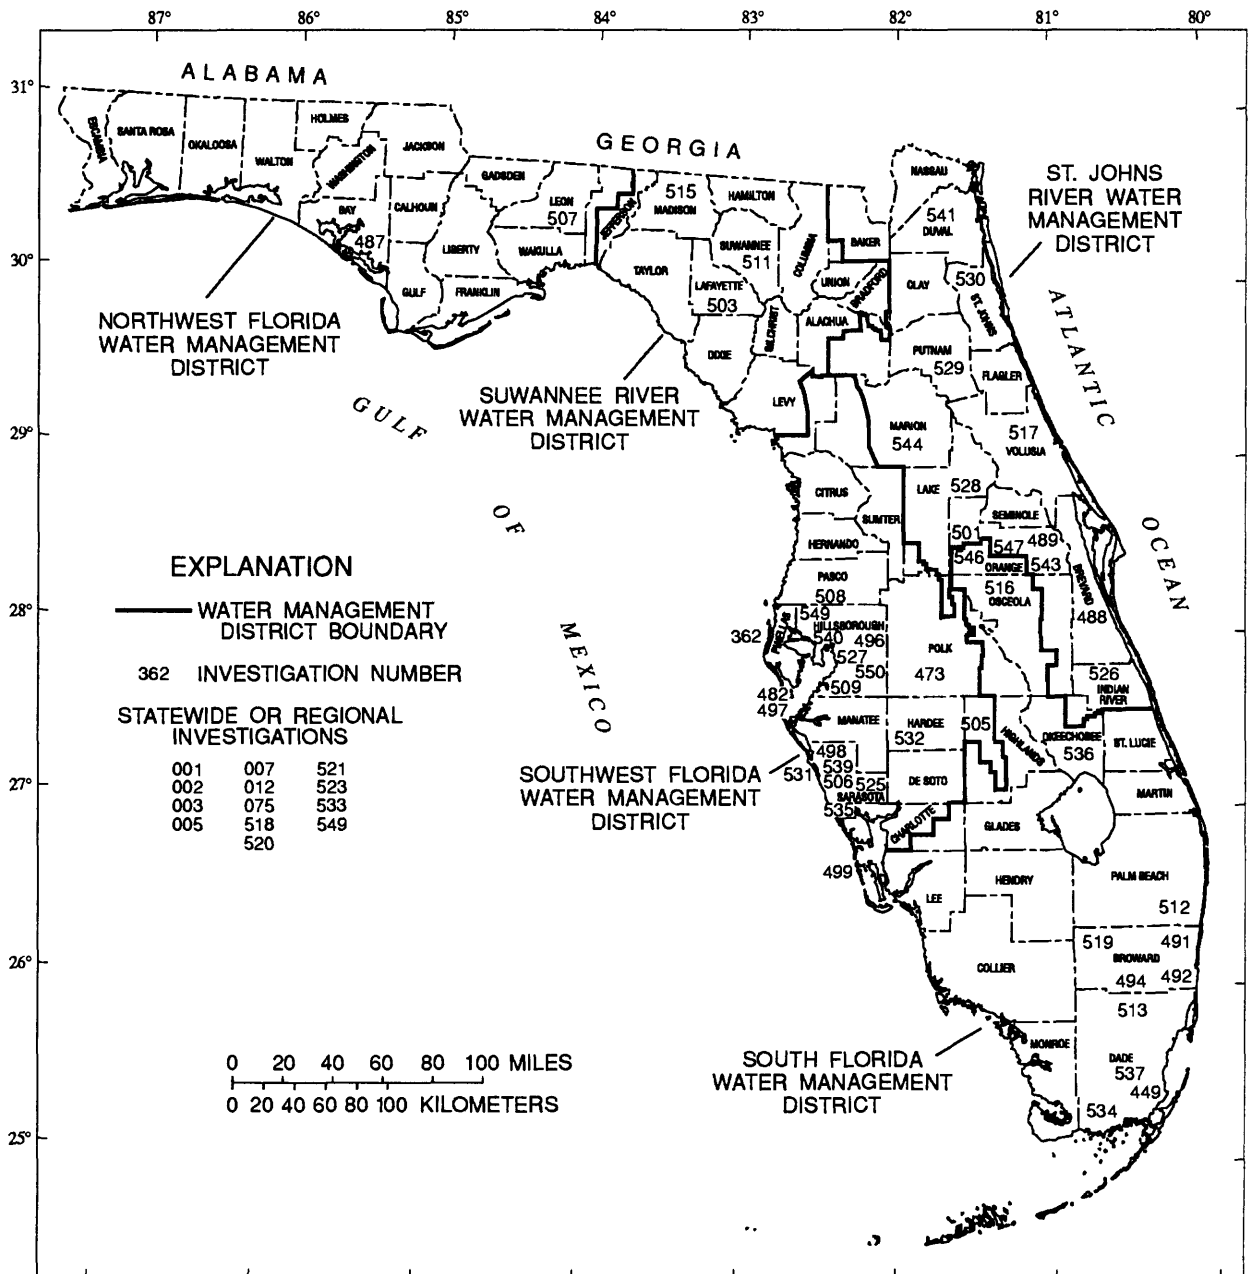 87° 86° 85° 84° 83° 82° 81° 80°
ALABAMA
31°
GEORGIA
ESCAMBIA
SANTA ROSA
OKALOOSA
WALTON
HOLMES
WASHINGTON
JACKSON
BAY
487
CALHOUN
GULF
LIBERTY
GADSDEN
FRANKLIN
LEON
507
WAKULLA
JEFFERSON
515
MADISON
TAYLOR
HAMILTON
SUWANNEE
511
LAFAYETTE
503
DIXIE
COLUMBIA
GILCHRIST
LEVY
BAKER
UNION
BRADFORD
ALACHUA
NASSAU
541
DUVAL
CLAY
530
ST. JOHNS
PUTNAM
529
FLAGLER
ST. JOHNS
RIVER WATER
MANAGEMENT
DISTRICT
30°
NORTHWEST FLORIDA
WATER MANAGEMENT
DISTRICT
SUWANNEE RIVER
WATER MANAGEMENT
DISTRICT
GULF
OF
MEXICO
ATLANTIC
OCEAN
29°
MARION
544
517
VOLUSIA
CITRUS
SUMTER
LAKE
528
SEMINOLE
HERNANDO
501
547
489
546
ORANGE
543
PASCO
508
516
OSCEOLA
BREVARD
488
EXPLANATION
WATER MANAGEMENT
DISTRICT BOUNDARY
362 INVESTIGATION NUMBER
STATEWIDE OR REGIONAL
INVESTIGATIONS
001 007 521
002 012 523
003 075 533
005 518 549
520
28°
362
PINELLAS
549
HILLSBOROUGH
540
496
527
550
509
482
497
POLK
473
526
INDIAN
RIVER
MANATEE
HARDEE
532
505
HIGHLANDS
OKEECHOBEE
536
ST. LUCIE
27°
SOUTHWEST FLORIDA
WATER MANAGEMENT
DISTRICT
531
498
539
506
525
SARASOTA
535
DE SOTO
MARTIN
CHARLOTTE
GLADES
499
LEE
HENDRY
PALM BEACH
512
26°
COLLIER
519
491
BROWARD
494
492
513
MONROE
DADE
537
449
534
SOUTH FLORIDA
WATER MANAGEMENT
DISTRICT
0 20 40 60 80 100 MILES
0 20 40 60 80 100 KILOMETERS
25°